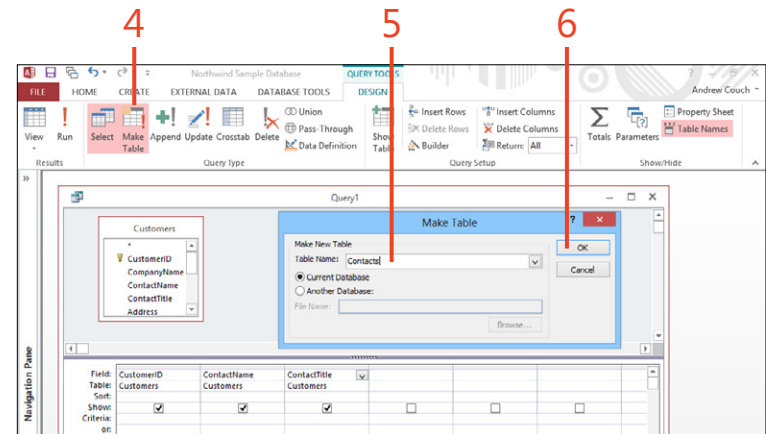 4 5 6
Northwind Sample Database QUERY TOOLS ?
FILE HOME CREATE EXTERNAL DATA DATABASE TOOLS DESIGN Andrew Couch
View Run Select Make Table Append Update Crosstab Delete
Union
Pass-Through
Data Definition
Show Table
Insert Rows
Delete Rows
Builder
Insert Columns
Delete Columns
Return: All
Totals Parameters
Property Sheet
Table Names
Results Query Type Query Setup Show/Hide
»
Query1
Customers
*
CustomerID
CompanyName
ContactName
ContactTitle
Address
Make Table ?
Make New Table
Table Name: Contacts
Current Database
Another Database:
File Name:
Browse...
OK
Cancel
Navigation Pane
Field: CustomerID ContactName ContactTitle
Table: Customers Customers Customers
Sort:
Show:
Criteria:
or: